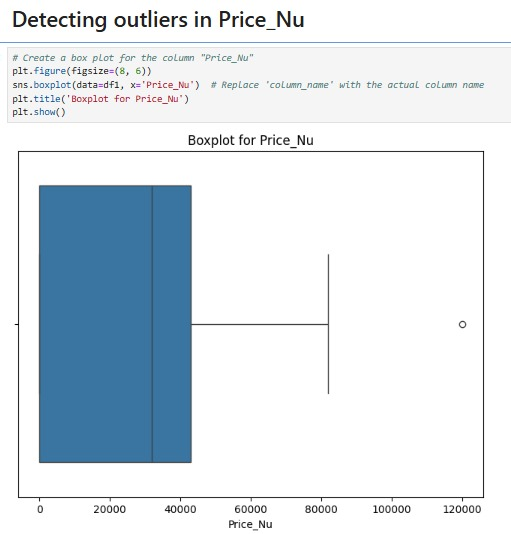 Detecting outliers in Price_Nu
# Create a box plot for the column "Price_Nu"
plt.figure(figsize=(8, 6))
sns.boxplot(data=df1, x='Price_Nu')  # Replace 'column_name' with the actual column name
plt.title('Boxplot for Price_Nu')
plt.show()
Boxplot for Price_Nu
0 20000 40000 60000 80000 100000 120000
Price_Nu